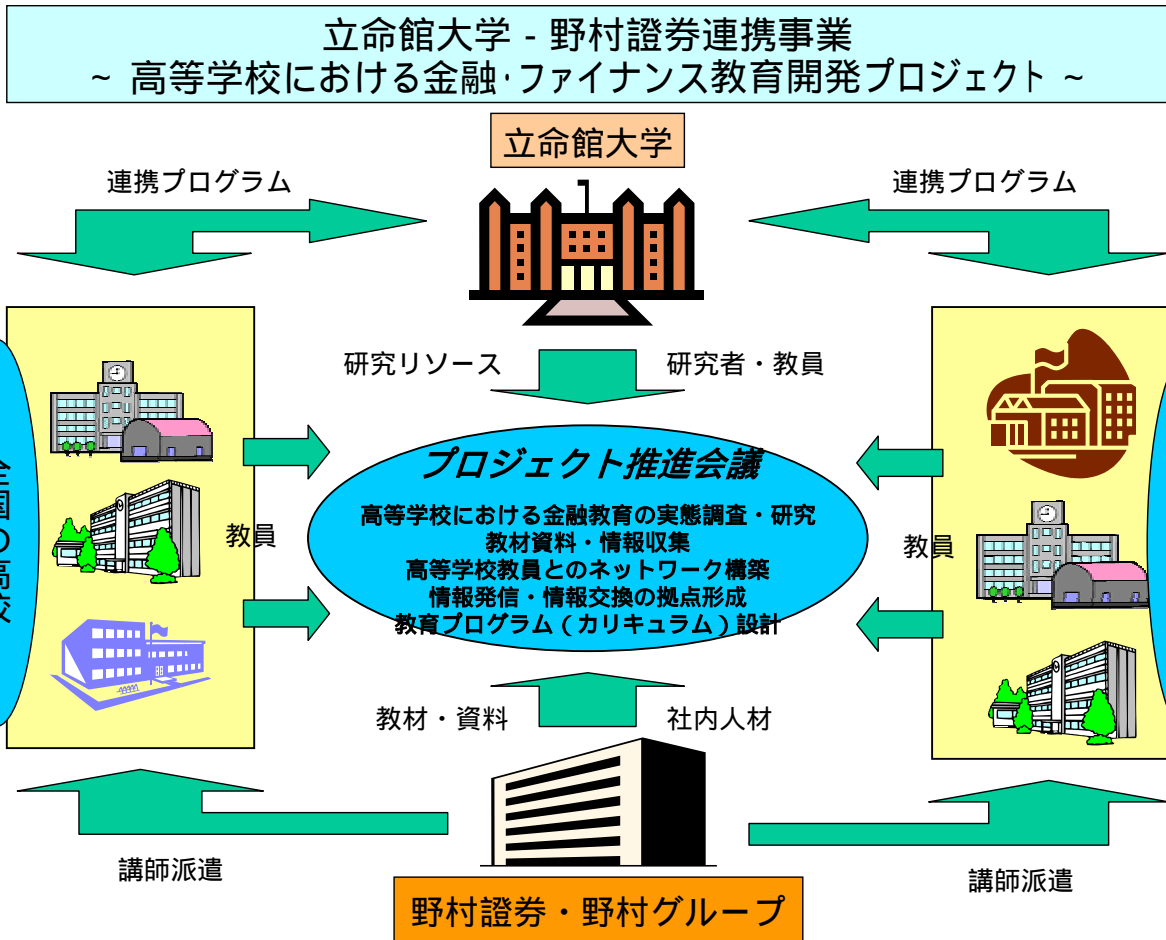 立命館大学 - 野村證券連携事業
~ 高等学校における金融・ファイナンス教育開発プロジェクト ~
立命館大学
連携プログラム
連携プログラム
研究リソース
研究者・教員
全国の高校
教員
プロジェクト推進会議
高等学校における金融教育の実態調査・研究
教材資料・情報収集
高等学校教員とのネットワーク構築
情報発信・情報交換の拠点形成
教育プログラム(カリキュラム)設計
教員
教材・資料
社内人材
講師派遣
講師派遣
野村證券・野村グループ